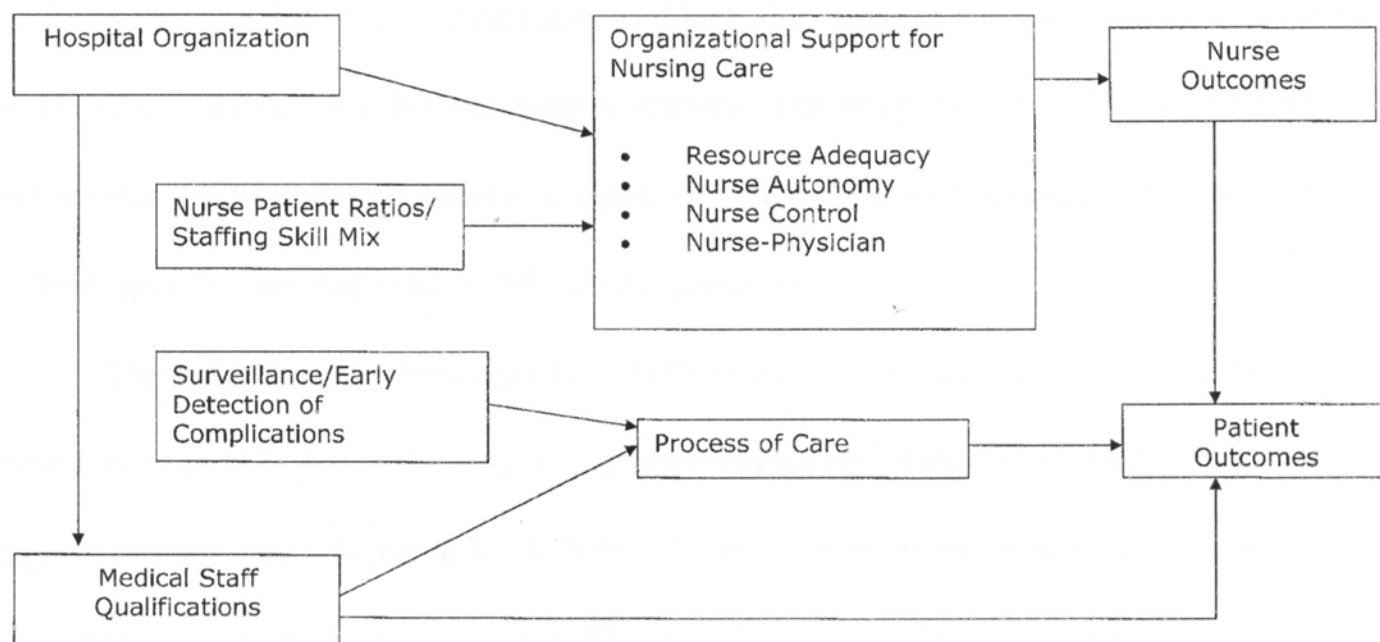 Hospital Organization
Organizational Support for
Nursing Care
• Resource Adequacy
• Nurse Autonomy
• Nurse Control
• Nurse-Physician
Nurse
Outcomes
Nurse Patient Ratios/
Staffing Skill Mix
Surveillance/Early
Detection of
Complications
Process of Care
Patient
Outcomes
Medical Staff
Qualifications